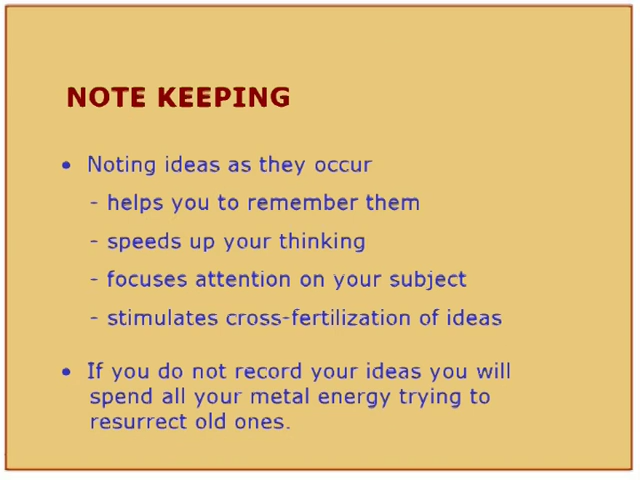 NOTE KEEPING
• Noting ideas as they occur
- helps you to remember them
- speeds up your thinking
- focuses attention on your subject
- stimulates cross-fertilization of ideas
• If you do not record your ideas you will
spend all your metal energy trying to
resurrect old ones.